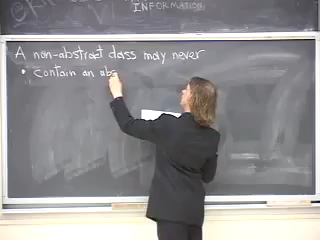 INFORMATION
A non-abstract class may never
• contain an abs